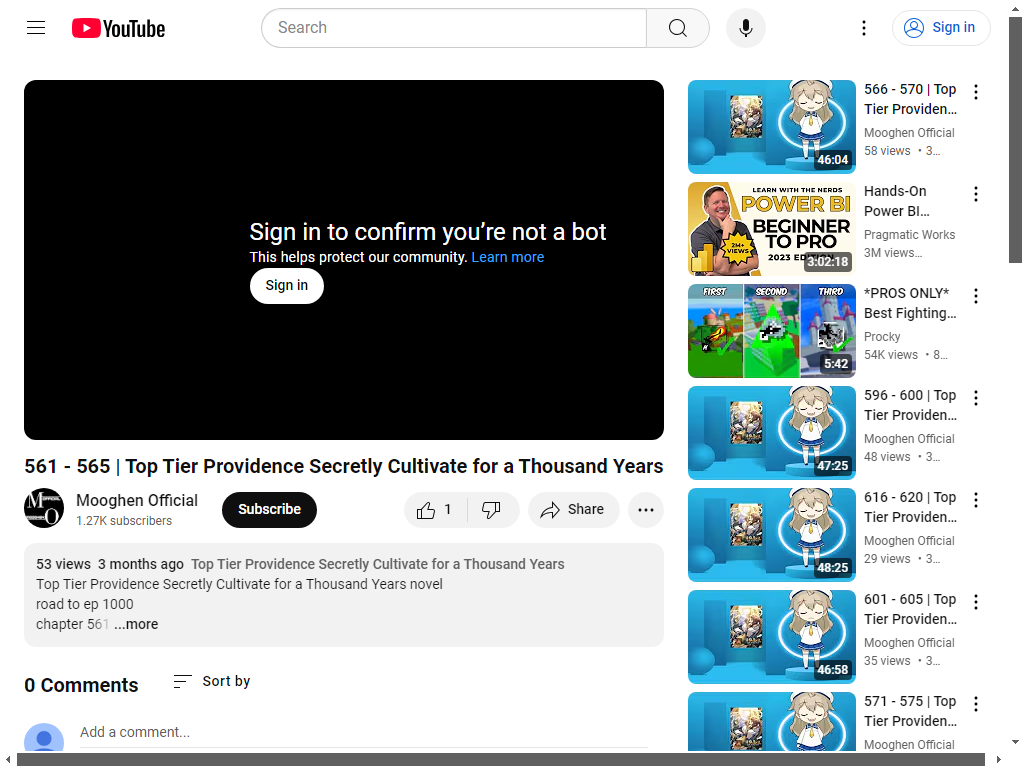 YouTube
Search
Sign in
Sign in to confirm you're not a bot
This helps protect our community. Learn more
Sign in
561 - 565 | Top Tier Providence Secretly Cultivate for a Thousand Years
Mooghen Official
1.27K subscribers
Subscribe
1
Share
53 views 3 months ago Top Tier Providence Secretly Cultivate for a Thousand Years
Top Tier Providence Secretly Cultivate for a Thousand Years novel
road to ep 1000
chapter 561 ...more
0 Comments
Sort by
Add a comment...
566 - 570 | Top
Tier Providen...
Mooghen Official
58 views • 3...
46:04
LEARN WITH THE NERDS
POWER BI
BEGINNER
TO PRO
2M+
VIEWS
2023
3:02:18
Hands-On
Power BI...
Pragmatic Works
3M views...
FIRST
SECOND
THIRD
5:42
*PROS ONLY*
Best Fighting...
Procky
54K views • 8...
596 - 600 | Top
Tier Providen...
Mooghen Official
48 views • 3...
47:25
616 - 620 | Top
Tier Providen...
Mooghen Official
29 views • 3...
48:25
601 - 605 | Top
Tier Providen...
Mooghen Official
35 views • 3...
46:58
571 - 575 | Top
Tier Providen...
Mooghen Official